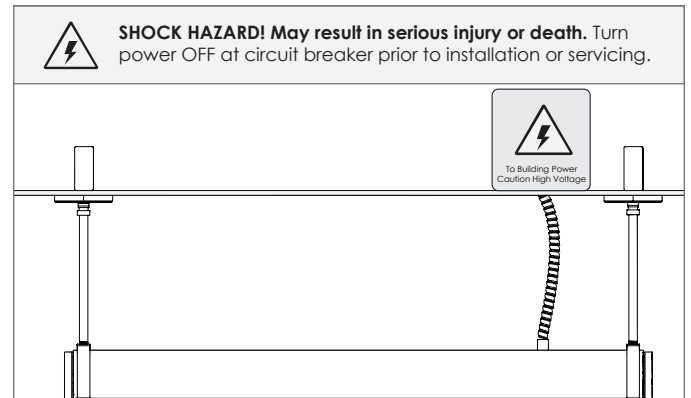 SHOCK HAZARD! May result in serious injury or death. Turn
power OFF at circuit breaker prior to installation or servicing.
To Building Power
Caution High Voltage